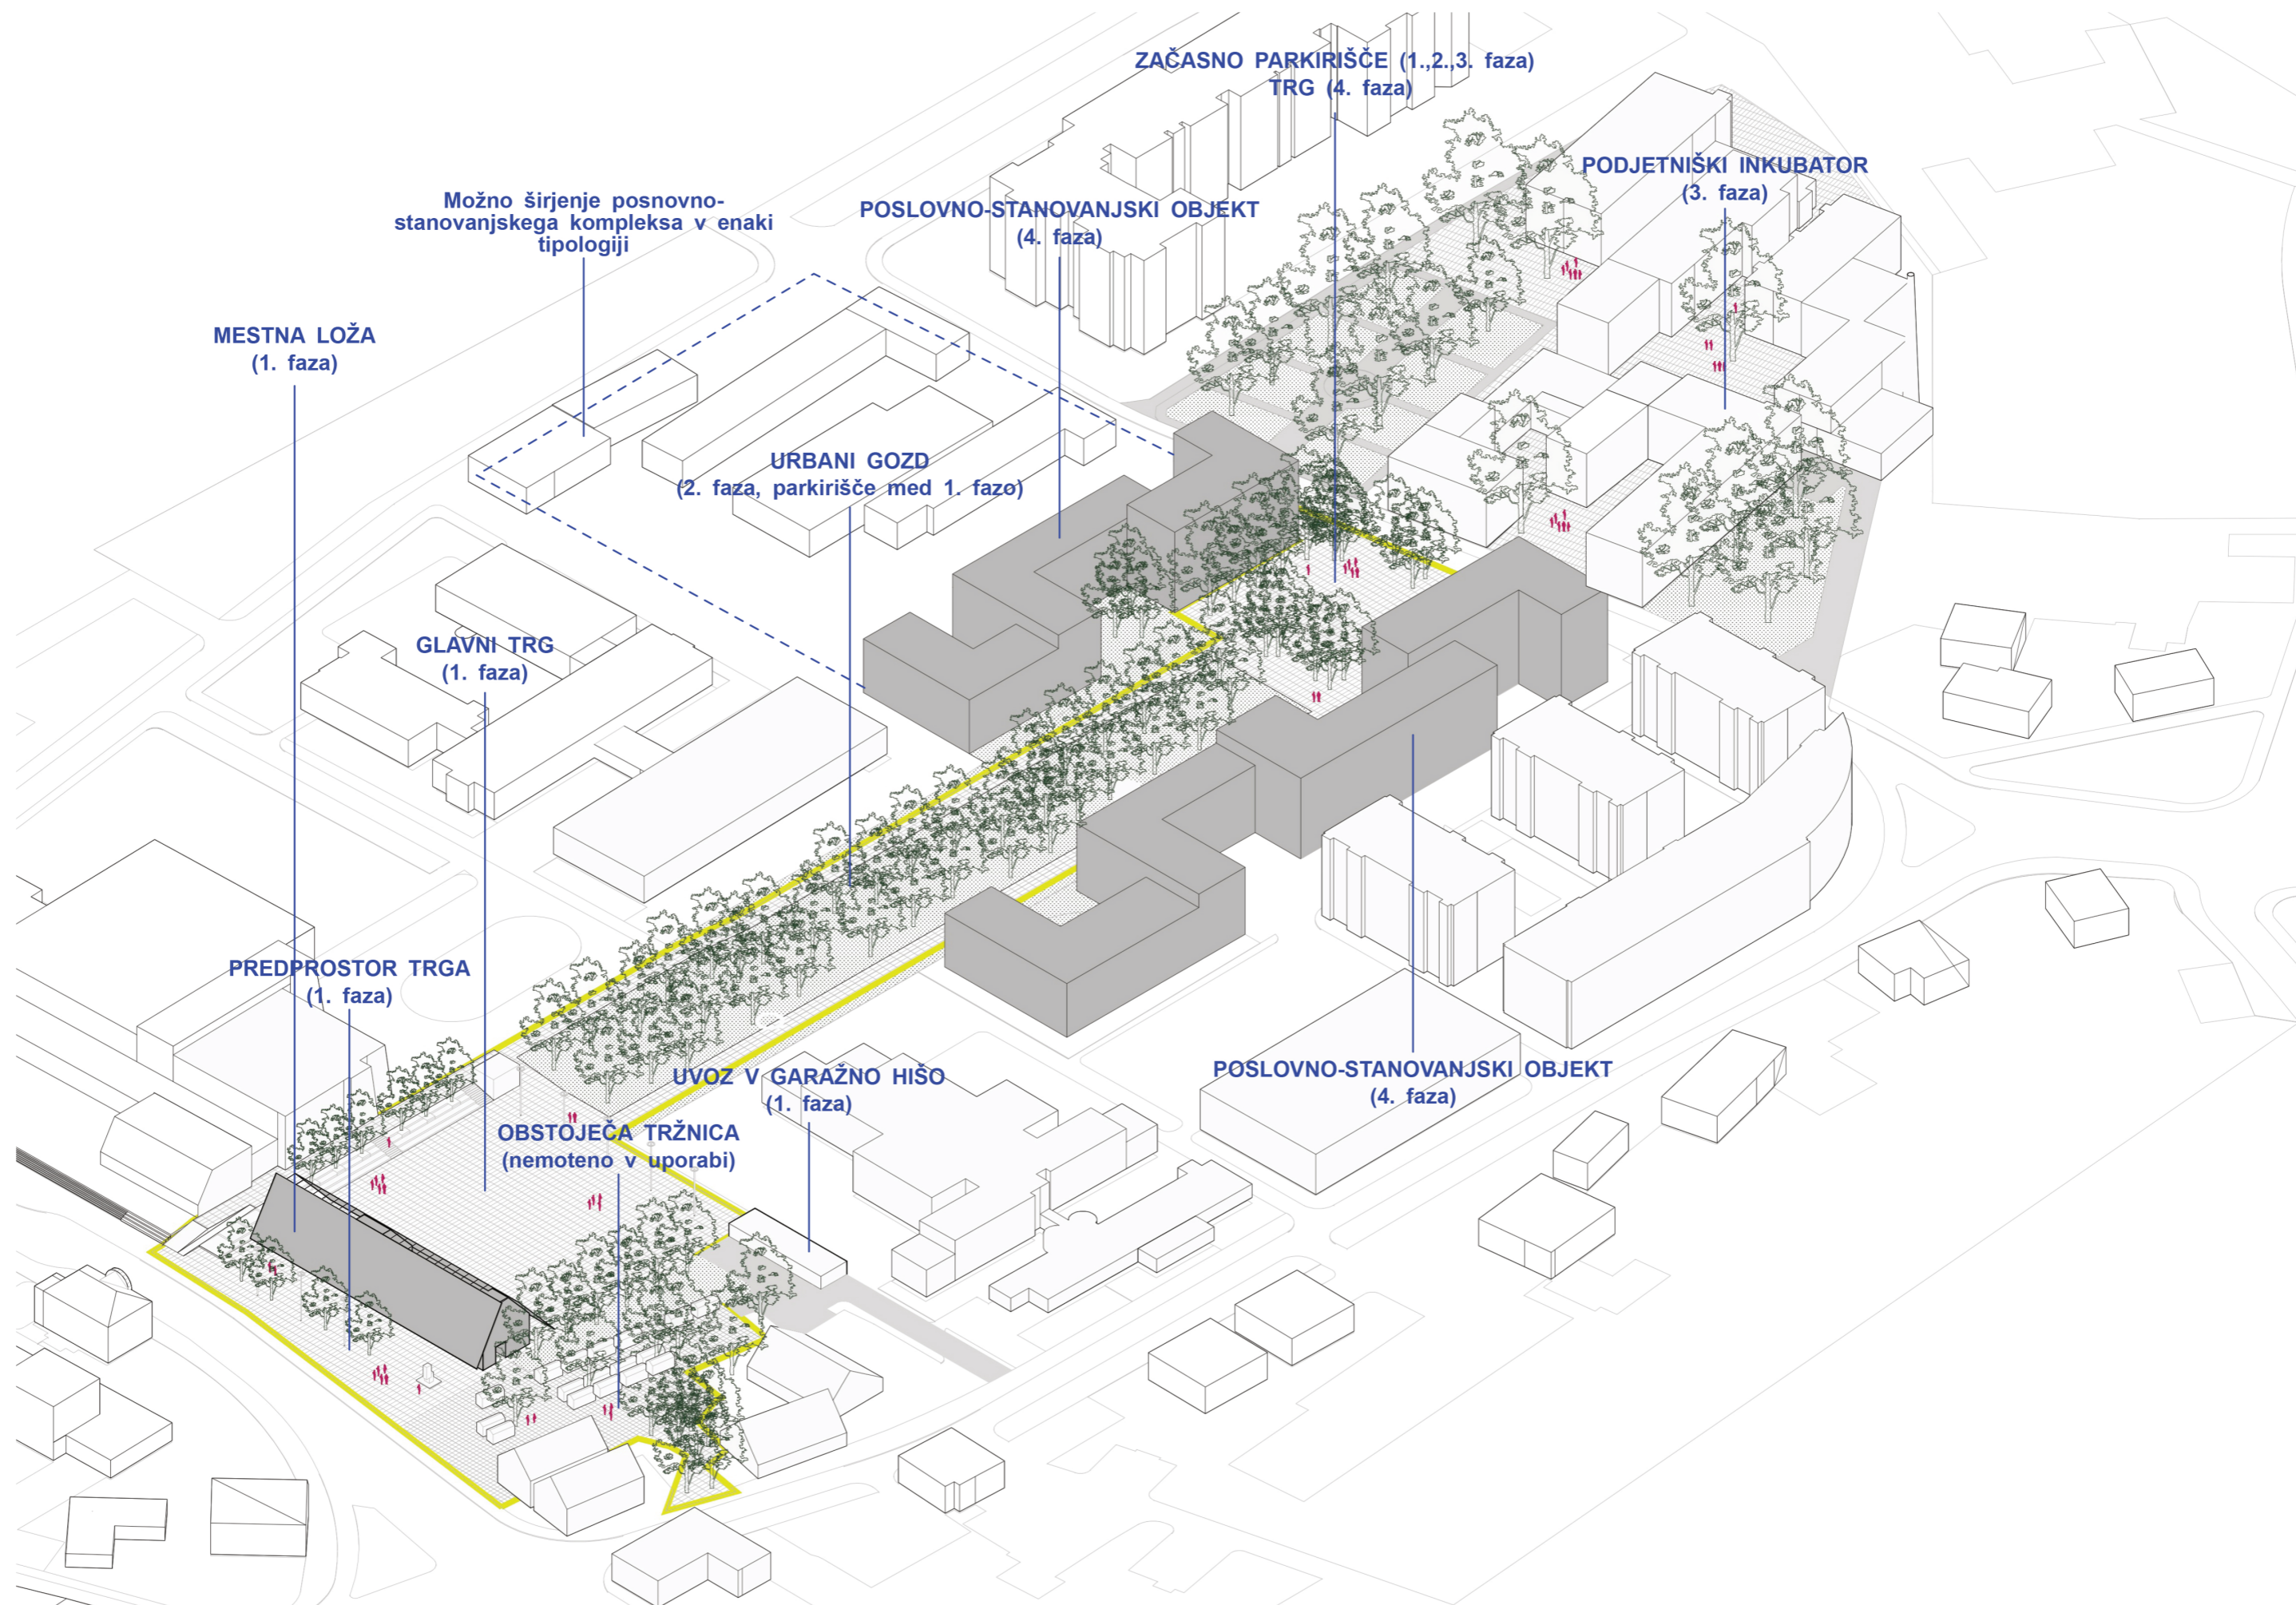 ZAČASNO PARKIRIŠČE (1.,2.,3. faza)
TRG (4. faza)
PODJETNIŠKI INKUBATOR
(3. faza)
Možno širjenje posnovno-
stanovanjskega kompleksa v enaki
tipologiji
POSLOVNO-STANOVANJSKI OBJEKT
(4. faza)
MESTNA LOŽA
(1. faza)
URBANI GOZD
(2. faza, parkirišče med 1. fazo)
GLAVNI TRG
(1. faza)
PREDPROSTOR TRGA
(1. faza)
UVOZ V GARAŽNO HIŠO
(1. faza)
POSLOVNO-STANOVANJSKI OBJEKT
(4. faza)
OBSTOJEČA TRŽNICA
(nemoteno v uporabi)